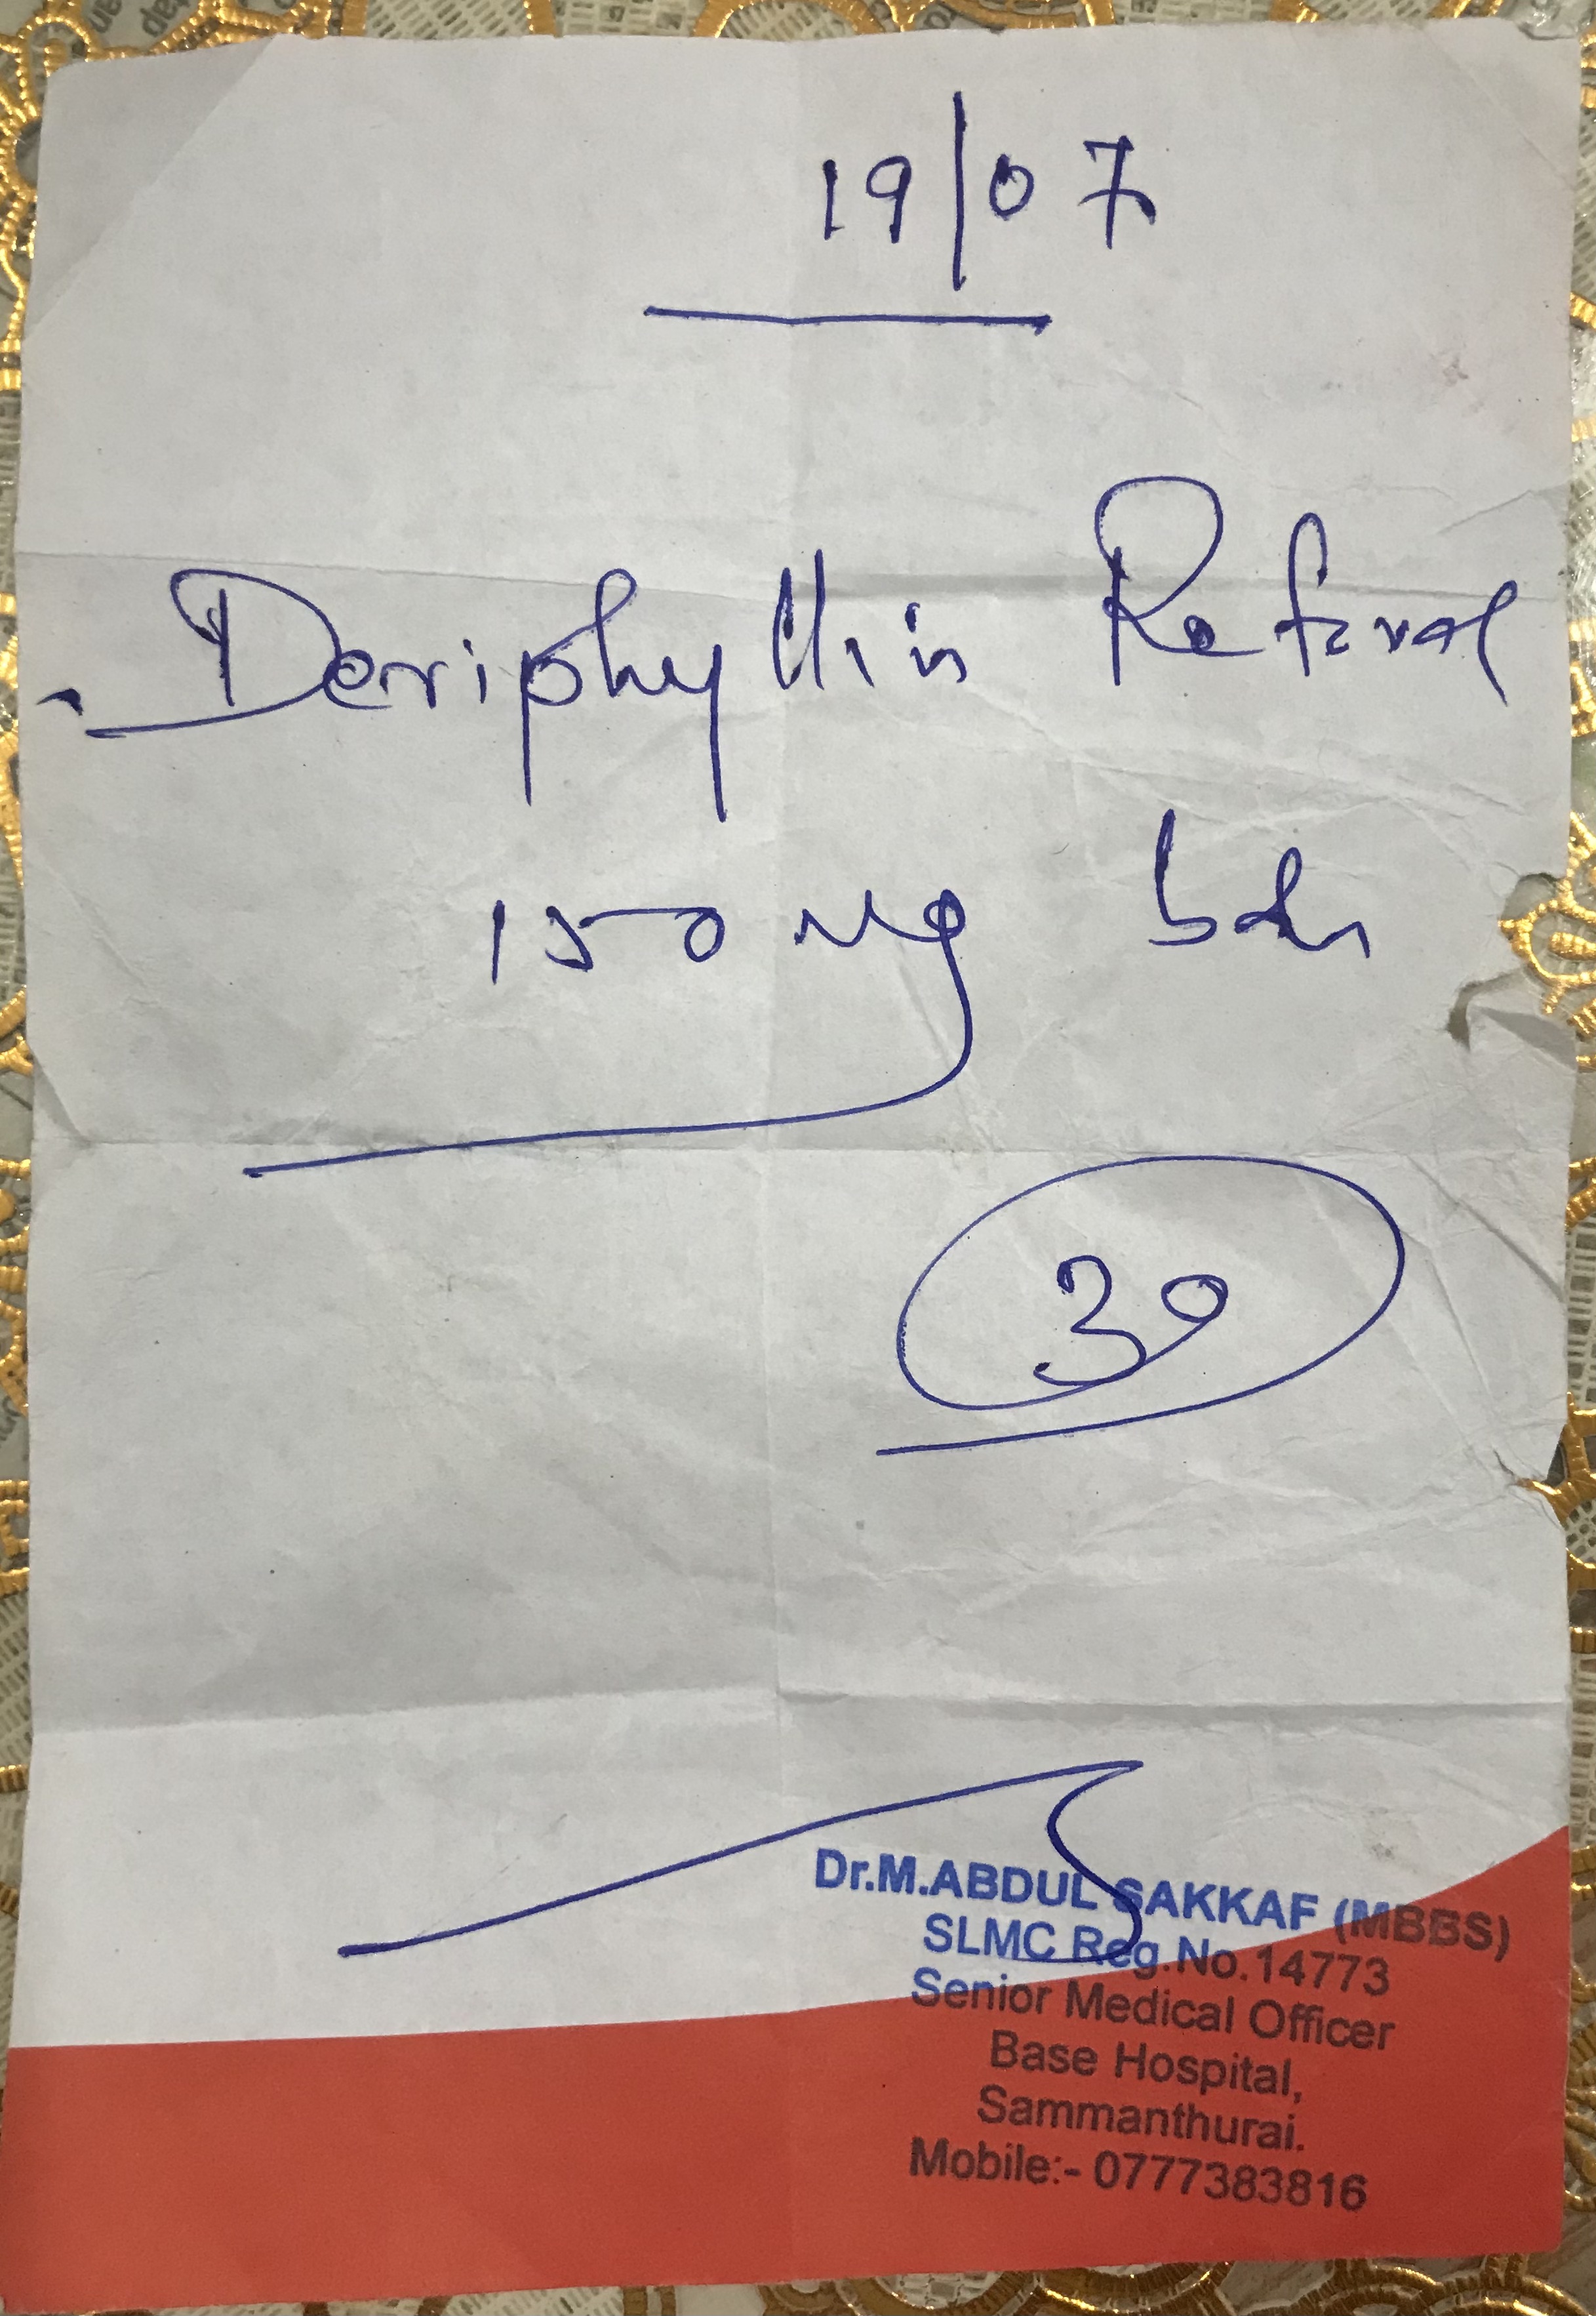 19/07
Deriphyllin Retard
150 mg bds
30
Dr.M.ABDUL SAKKAF (MBBS)
SLMC Reg.No.14773
Senior Medical Officer
Base Hospital,
Sammanthurai.
Mobile:- 0777383816